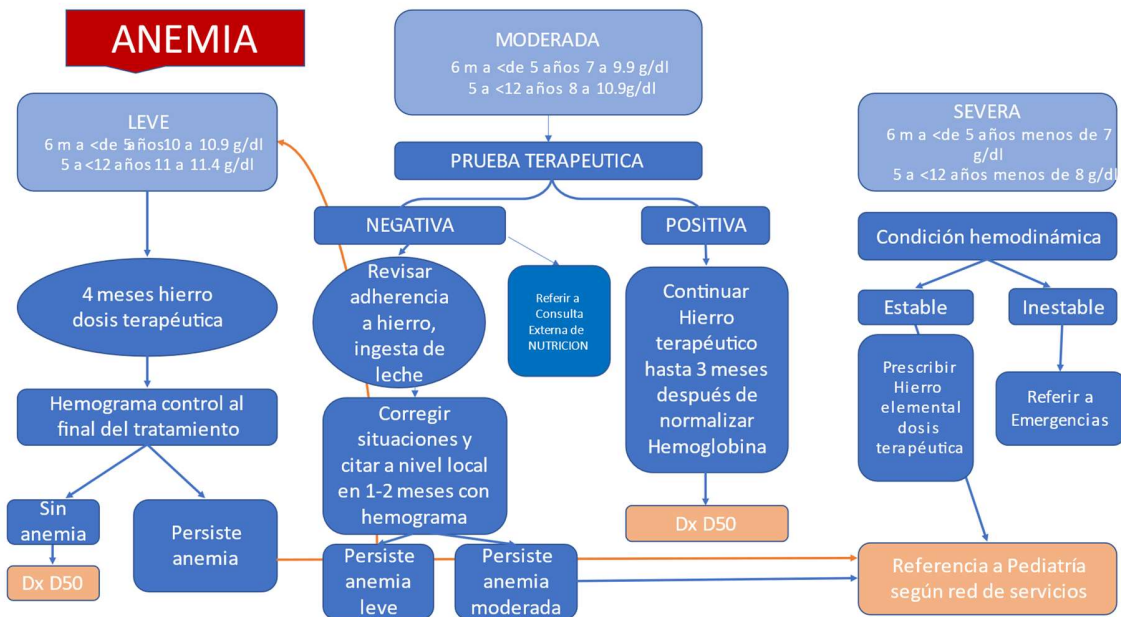 ANEMIA
MODERADA
6 m a <de 5 años 7 a 9.9 g/dl
5 a <12 años 8 a 10.9g/dl
LEVE
6 m a <de 5 años10 a 10.9 g/dl
5 a <12 años 11 a 11.4 g/dl
SEVERA
6 m a <de 5 años menos de 7
g/dl
5 a <12 años menos de 8 g/dl
PRUEBA TERAPEUTICA
NEGATIVA
POSITIVA
Condición hemodinámica
4 meses hierro
dosis terapéutica
Revisar
adherencia
a hierro,
ingesta de
leche
Referir a
Consulta
Externa de
NUTRICION
Continuar
Hierro
terapéutico
hasta 3 meses
después de
normalizar
Hemoglobina
Estable
Inestable
Prescribir
Hierro
elemental
dosis
terapéutica
Referir a
Emergencias
Hemograma control al
final del tratamiento
Corregir
situaciones y
citar a nivel local
en 1-2 meses con
hemograma
Sin
anemia
Persiste
anemia
Dx D50
Dx D50
Persiste
anemia
leve
Persiste
anemia
moderada
Referencia a Pediatría
según red de servicios